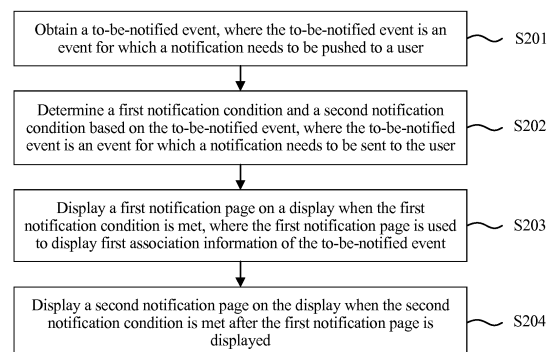 Obtain a to-be-notified event, where the to-be-notified event is an
event for which a notification needs to be pushed to a user
S201
Determine a first notification condition and a second notification
condition based on the to-be-notified event, where the to-be-notified
event is an event for which a notification needs to be sent to the user
S202
Display a first notification page on a display when the first
notification condition is met, where the first notification page is used
to display first association information of the to-be-notified event
S203
Display a second notification page on the display when the second
notification condition is met after the first notification page is
displayed
S204